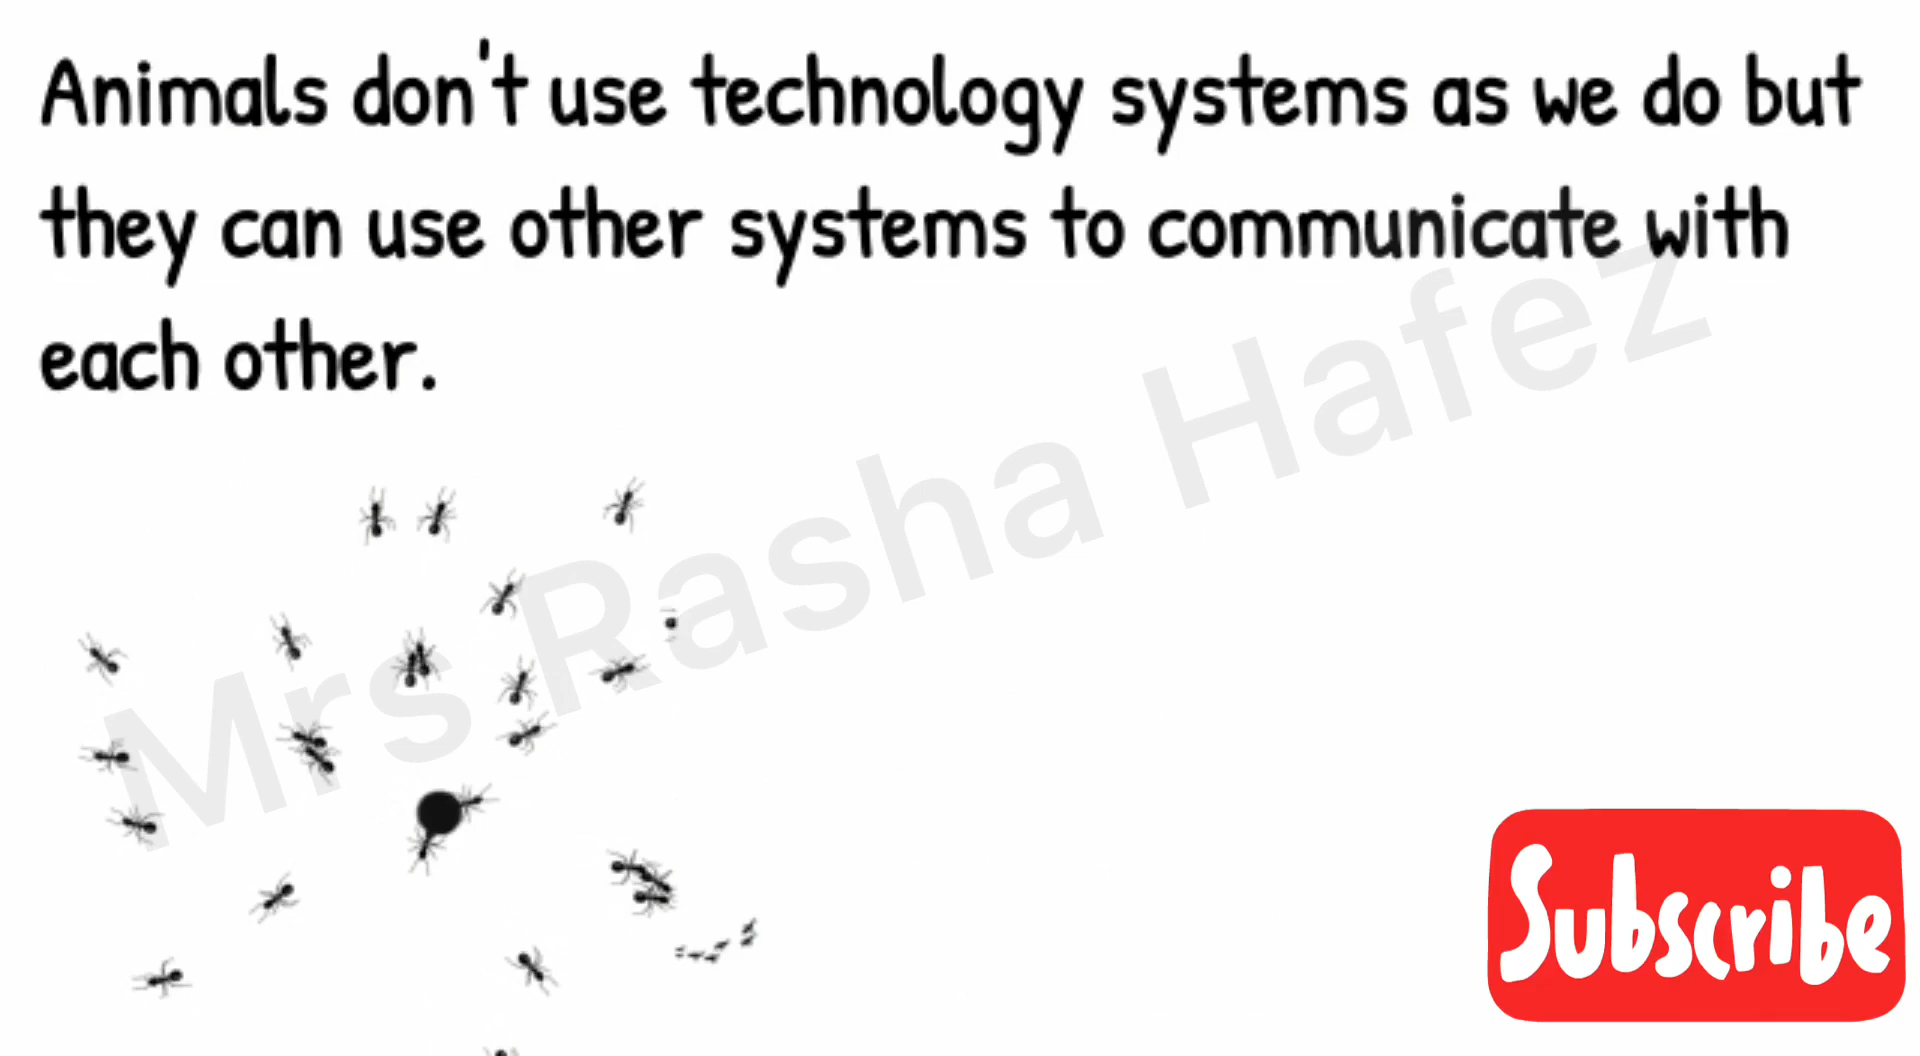 Animals don't use technology systems as we do but
they can use other systems to communicate with
each other.
Mrs Rasha Hafez
Subscribe